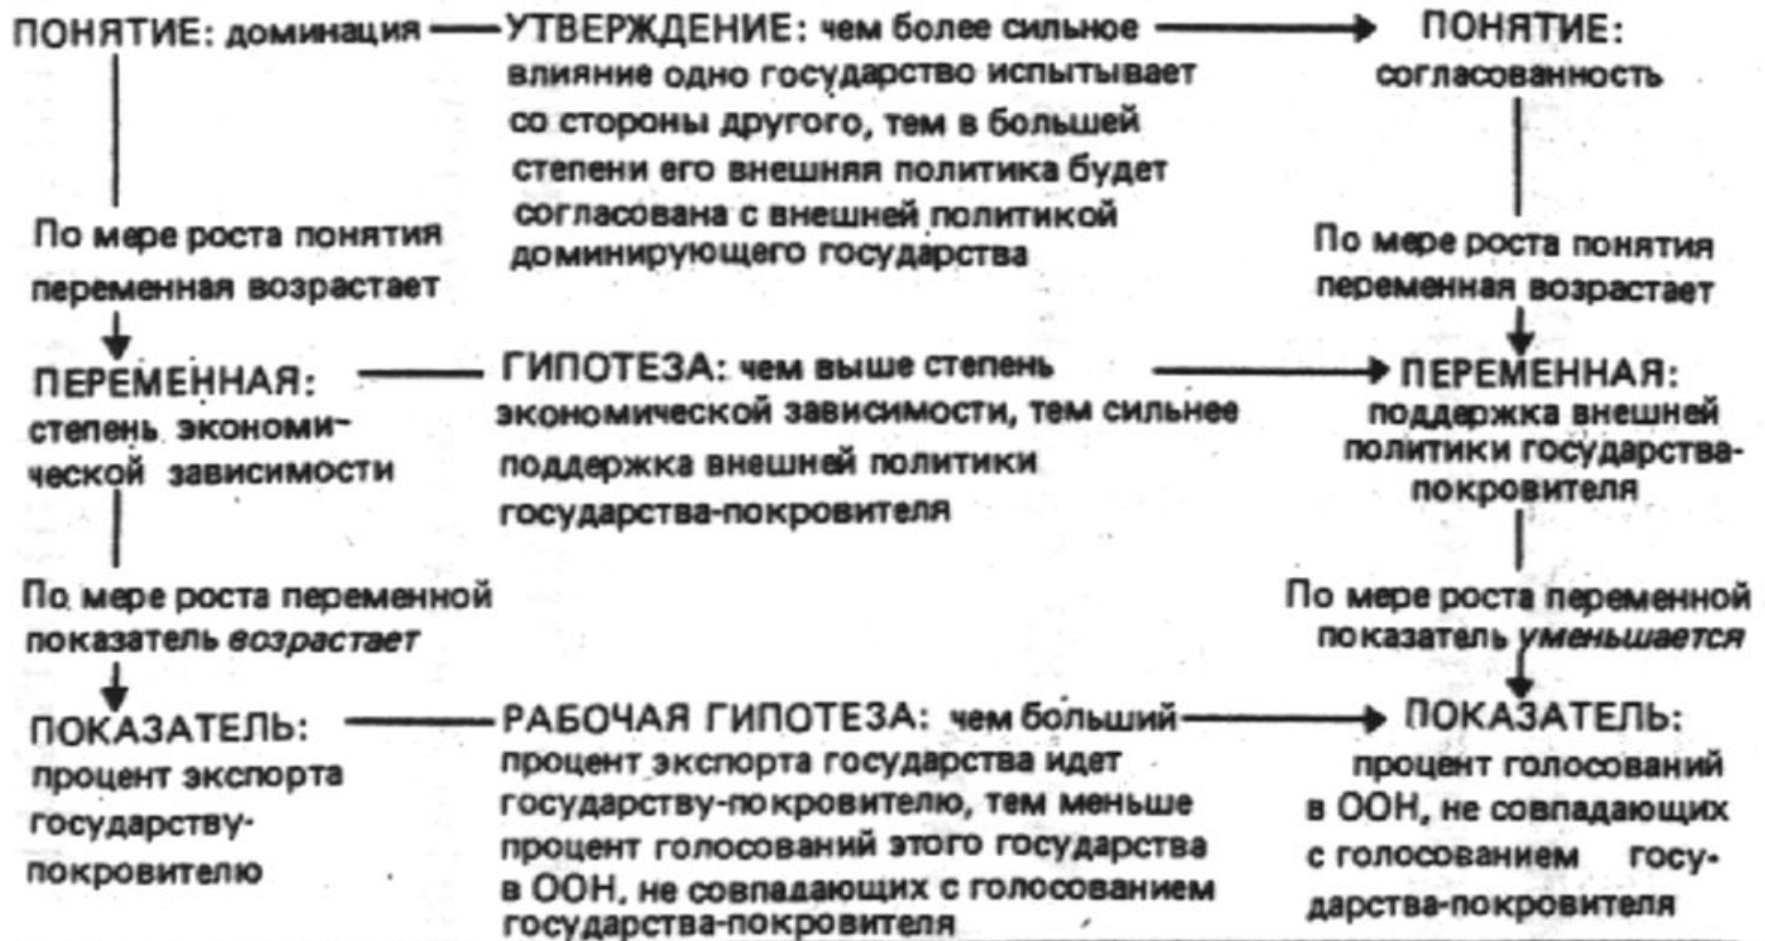 ПОНЯТИЕ: доминация
УТВЕРЖДЕНИЕ: чем более сильное
влияние одно государство испытывает
со стороны другого, тем в большей
степени его внешняя политика будет
согласована с внешней политикой
доминирующего государства
ПОНЯТИЕ:
согласованность
По мере роста понятия
переменная возрастает
По мере роста понятия
переменная возрастает
ПЕРЕМЕННАЯ:
степень экономи-
ческой зависимости
ГИПОТЕЗА: чем выше степень
экономической зависимости, тем сильнее
поддержка внешней политики
государства-покровителя
ПЕРЕМЕННАЯ:
поддержка внешней
политики государства-
покровителя
По мере роста переменной
показатель возрастает
По мере роста переменной
показатель уменьшается
ПОКАЗАТЕЛЬ:
процент экспорта
государству-
покровителю
РАБОЧАЯ ГИПОТЕЗА: чем больший
процент экспорта государства идет
государству-покровителю, тем меньше
процент голосований этого государства
в ООН, не совпадающих с голосованием
государства-покровителя
ПОКАЗАТЕЛЬ:
процент голосований
в ООН, не совпадающих
с голосованием госу-
дарства-покровителя